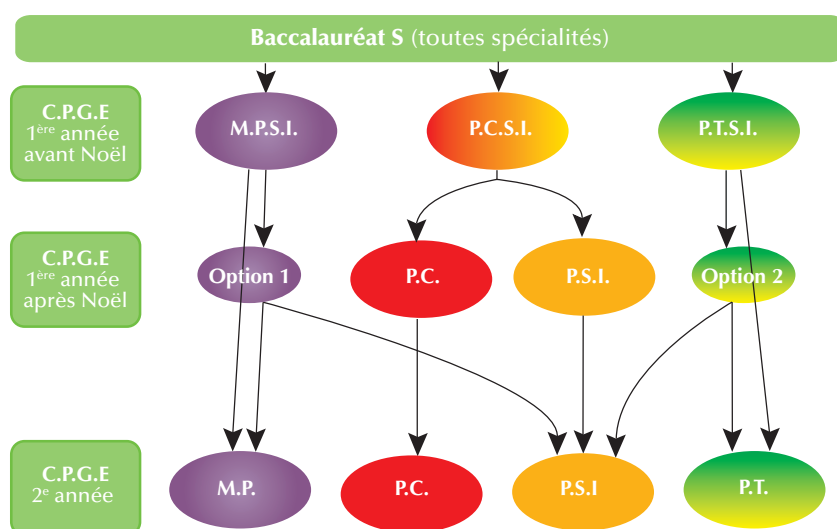 Baccalauréat S (toutes spécialités)
C.P.G.E
1ère année
avant Noël
M.P.S.I.
P.C.S.I.
P.T.S.I.
C.P.G.E
1ère année
après Noël
Option 1
P.C.
P.S.I.
Option 2
C.P.G.E
2e année
M.P.
P.C.
P.S.I
P.T.